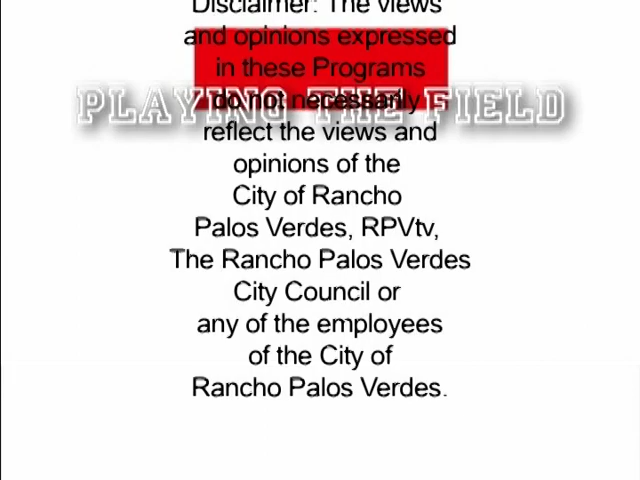 Disclaimer: The views
and opinions expressed
in these Programs
do not necessarily
PLAYING THE FIELD
reflect the views and
opinions of the
City of Rancho
Palos Verdes, RPVtv,
The Rancho Palos Verdes
City Council or
any of the employees
of the City of
Rancho Palos Verdes.